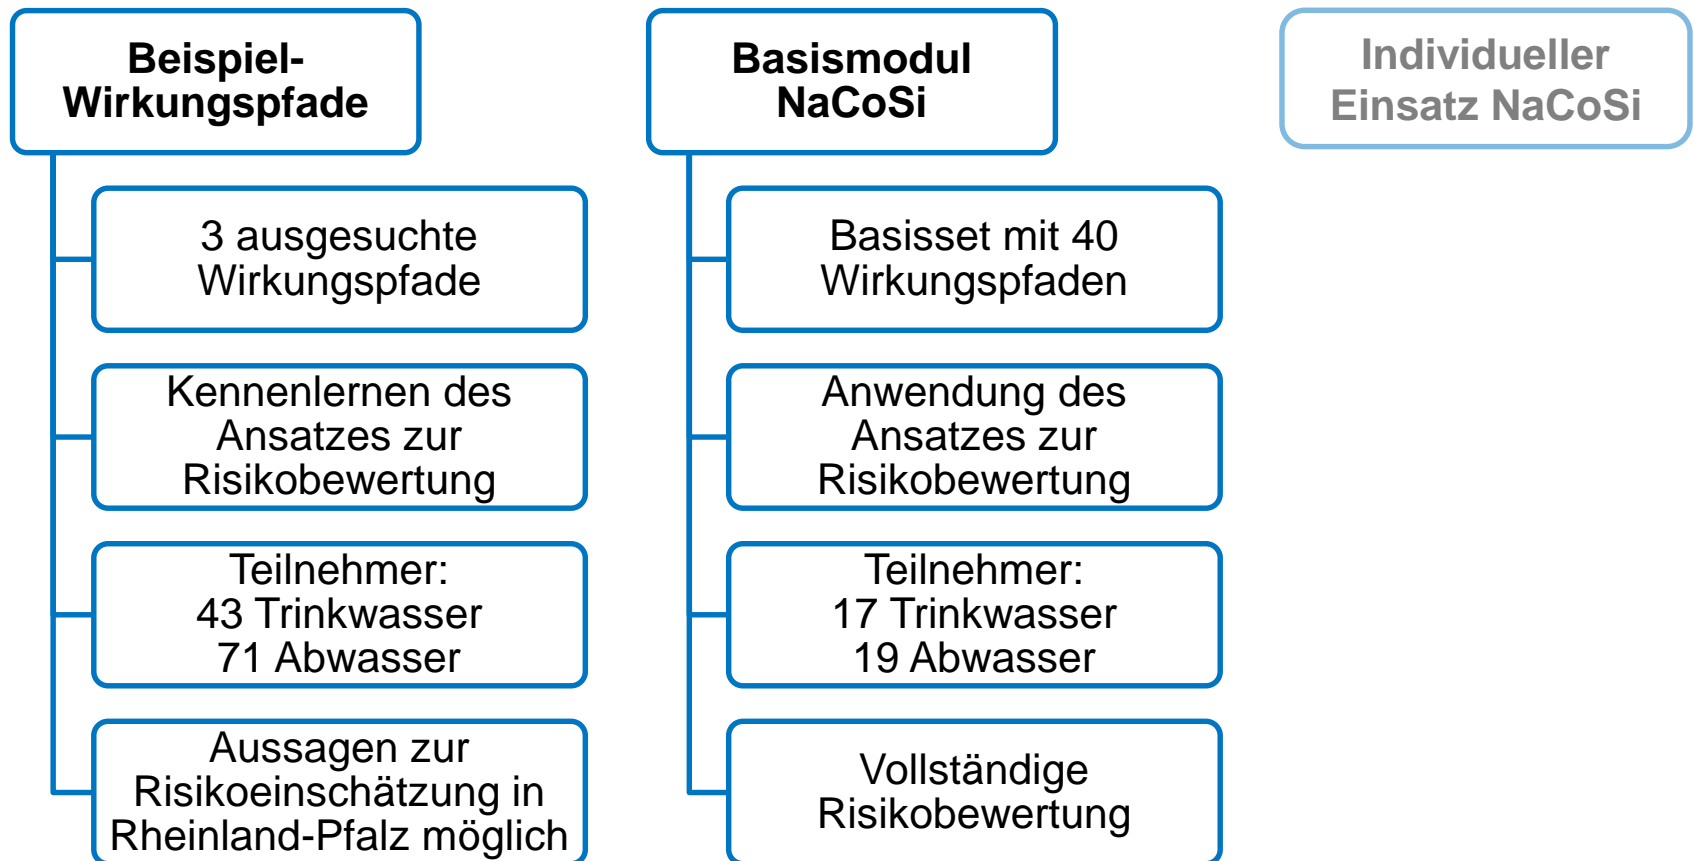 Beispiel-
Wirkungspfade
3 ausgesuchte
Wirkungspfade
Kennenlernen des
Ansatzes zur
Risikobewertung
Teilnehmer:
43 Trinkwasser
71 Abwasser
Aussagen zur
Risikoeinschätzung in
Rheinland-Pfalz möglich
Basismodul
NaCoSi
Basisset mit 40
Wirkungspfaden
Anwendung des
Ansatzes zur
Risikobewertung
Teilnehmer:
17 Trinkwasser
19 Abwasser
Vollständige
Risikobewertung
Individueller
Einsatz NaCoSi